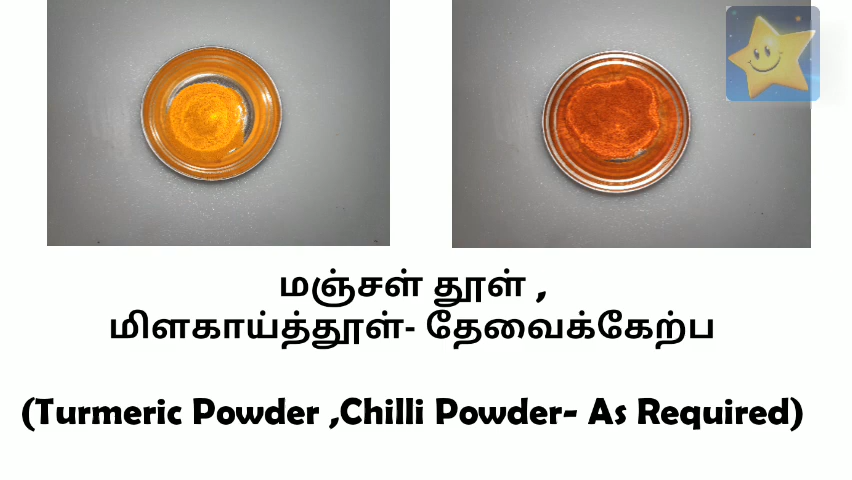 மஞ்சள் தூள் ,
மிளகாய்த்தூள்- தேவைக்கேற்ப
(Turmeric Powder ,Chilli Powder- As Required)